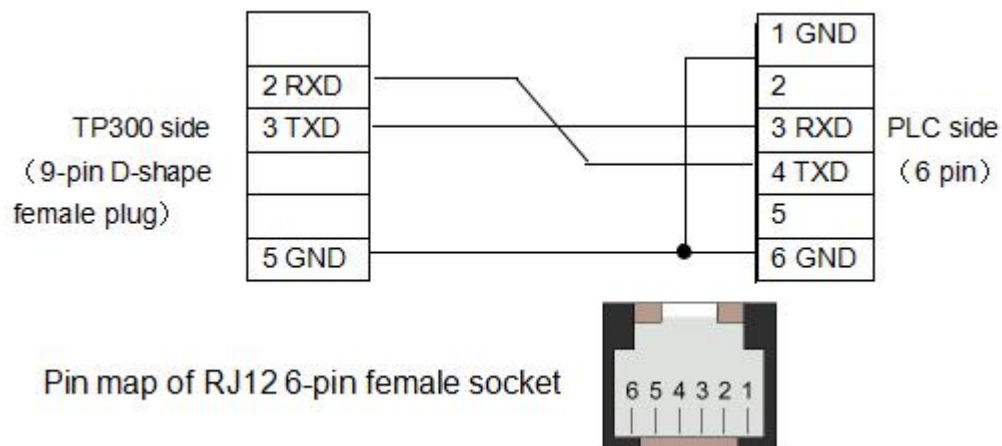 1 GND
2 RXD
2
TP300 side
3 TXD
3 RXD
PLC side
（9-pin D-shape
4 TXD
（6 pin）
female plug）
5
5 GND
6 GND
Pin map of RJ12 6-pin female socket
6 5 4 3 2 1